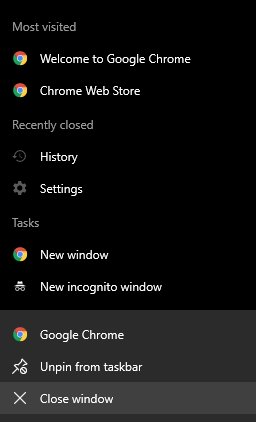 Most visited
Welcome to Google Chrome
Chrome Web Store
Recently closed
History
Settings
Tasks
New window
New incognito window
Google Chrome
Unpin from taskbar
Close window